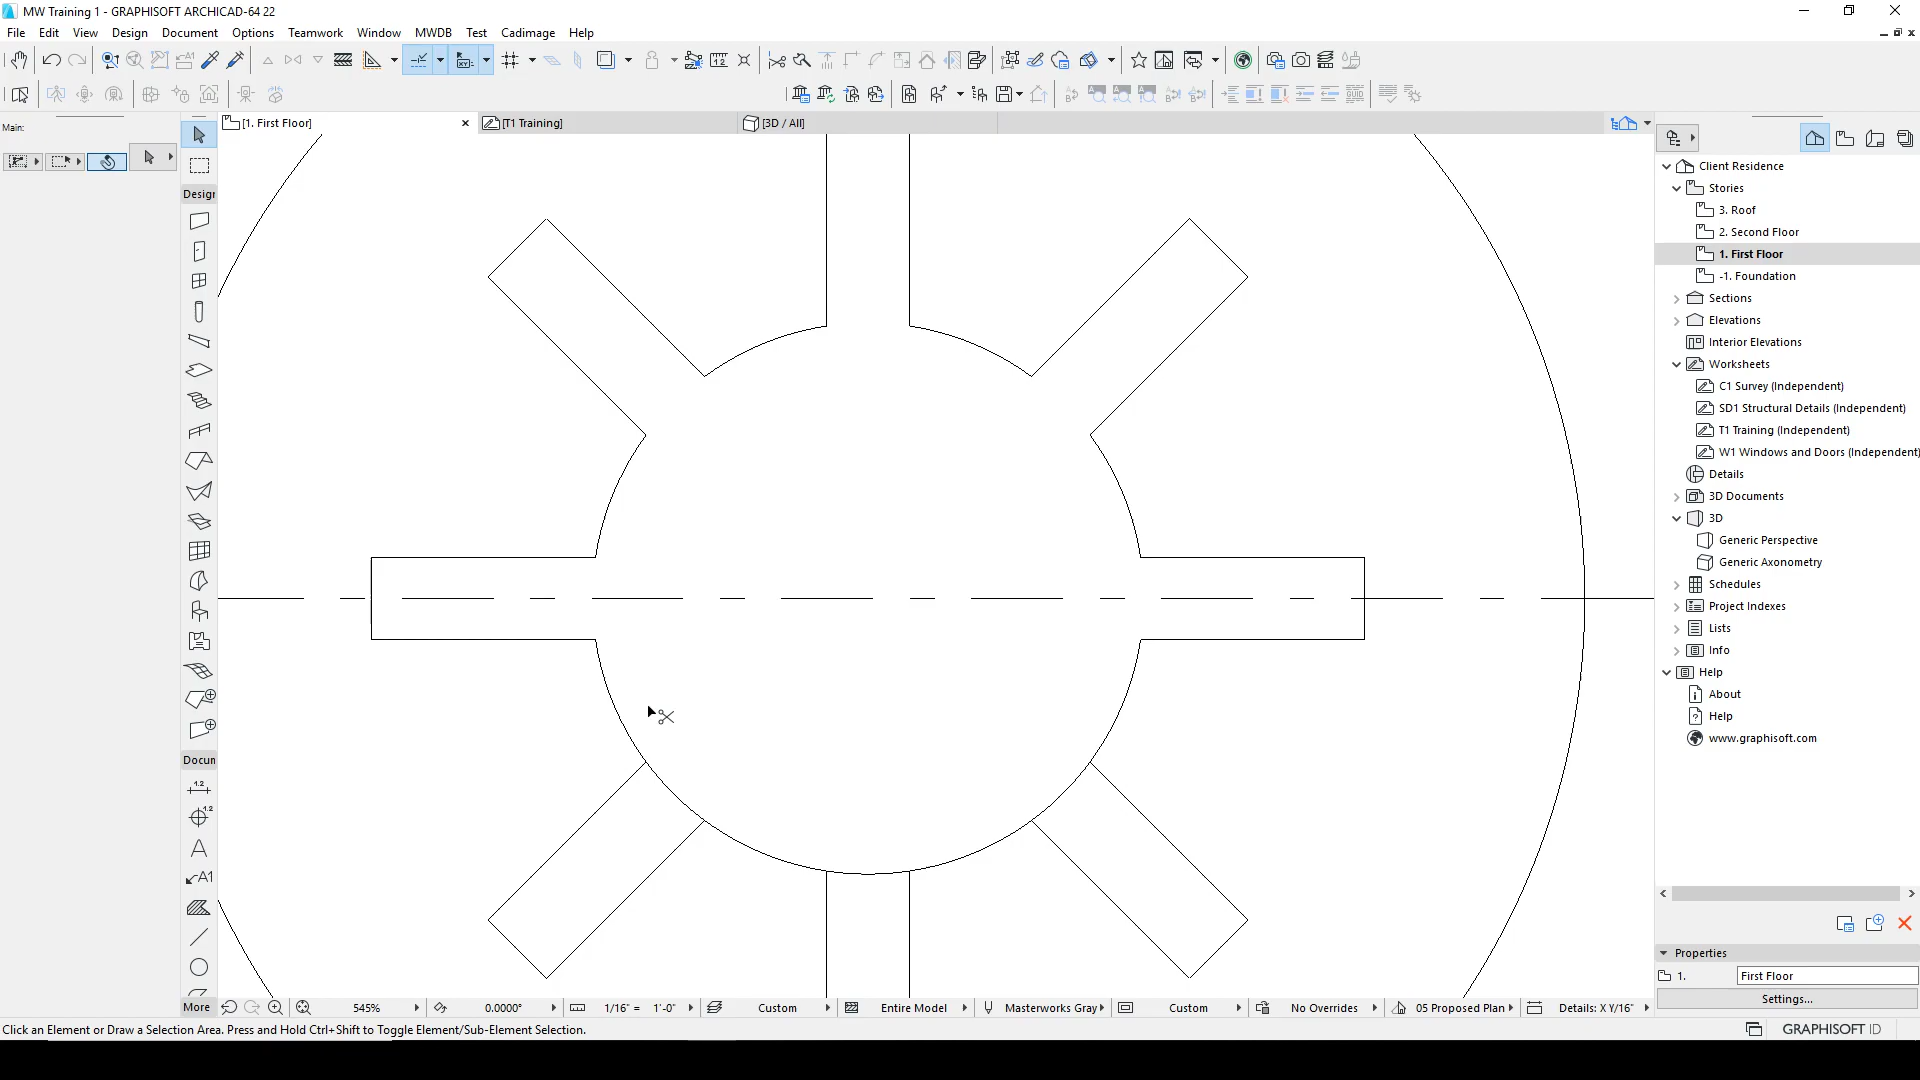 MW Training 1 - GRAPHISOFT ARCHICAD-64 22
File Edit View Design Document Options Teamwork Window MWDB Test Cadimage Help
Main:
[1. First Floor]
[T1 Training]
[3D / All]
Design
Docum
More
1.2
1.2
A1
Client Residence
Stories
3. Roof
2. Second Floor
1. First Floor
-1. Foundation
Sections
Elevations
Interior Elevations
Worksheets
C1 Survey (Independent)
SD1 Structural Details (Independent)
T1 Training (Independent)
W1 Windows and Doors (Independent)
Details
3D Documents
3D
Generic Perspective
Generic Axonometry
Schedules
Project Indexes
Lists
Info
Help
About
Help
www.graphisoft.com
Properties
1. First Floor
Settings...
545% 0.0000° 1/16" = 1'-0" Custom Entire Model Masterworks Gray Custom No Overrides 05 Proposed Plan Details: X Y/16"
Click an Element or Draw a Selection Area. Press and Hold Ctrl+Shift to Toggle Element/Sub-Element Selection.
GRAPHISOFT ID